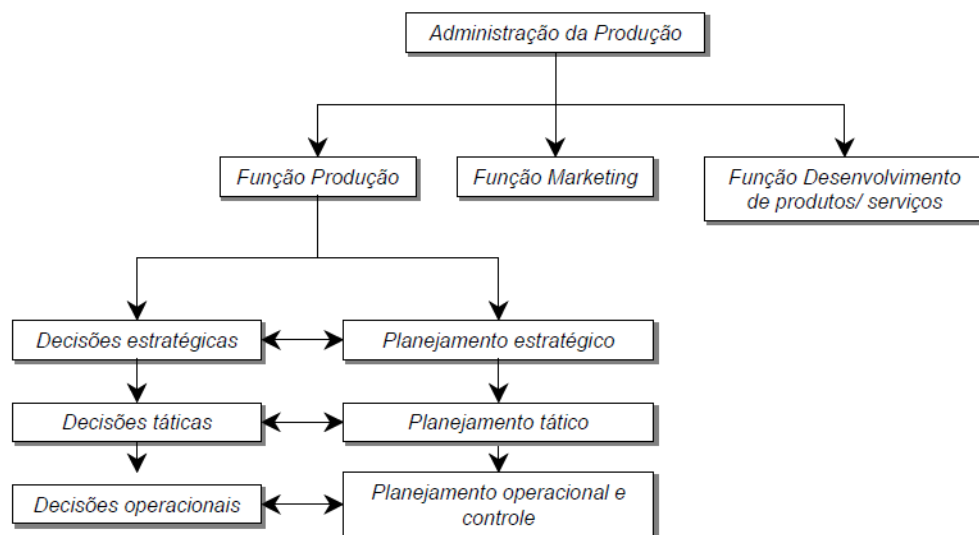 Administração da Produção
Função Produção
Função Marketing
Função Desenvolvimento
de produtos/ serviços
Decisões estratégicas
Planejamento estratégico
Decisões táticas
Planejamento tático
Decisões operacionais
Planejamento operacional e
controle